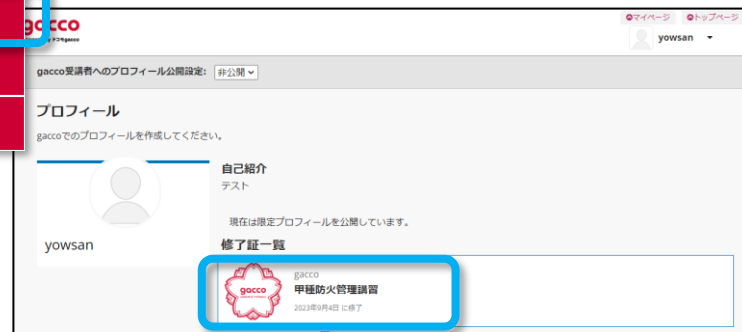 gacco
マイページ トップページ
yowsan
gacco受講者へのプロフィール公開設定: 非公開
プロフィール
gaccoでのプロフィールを作成してください。
自己紹介
テスト
現在は限定プロフィールを公開しています。
yowsan
修了証一覧
gacco
gacco
甲種防火管理講習
2023年9月4日 に修了